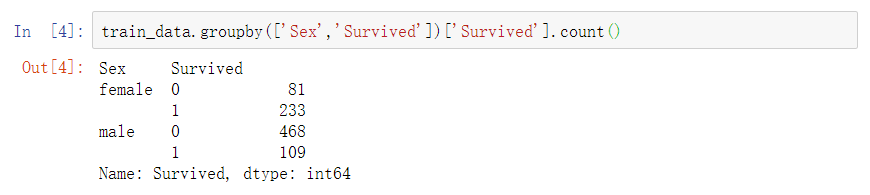 In [4]: train_data.groupby(['Sex','Survived'])['Survived'].count()
Out[4]: Sex Survived
female 0 81
1 233
male 0 468
1 109
Name: Survived, dtype: int64